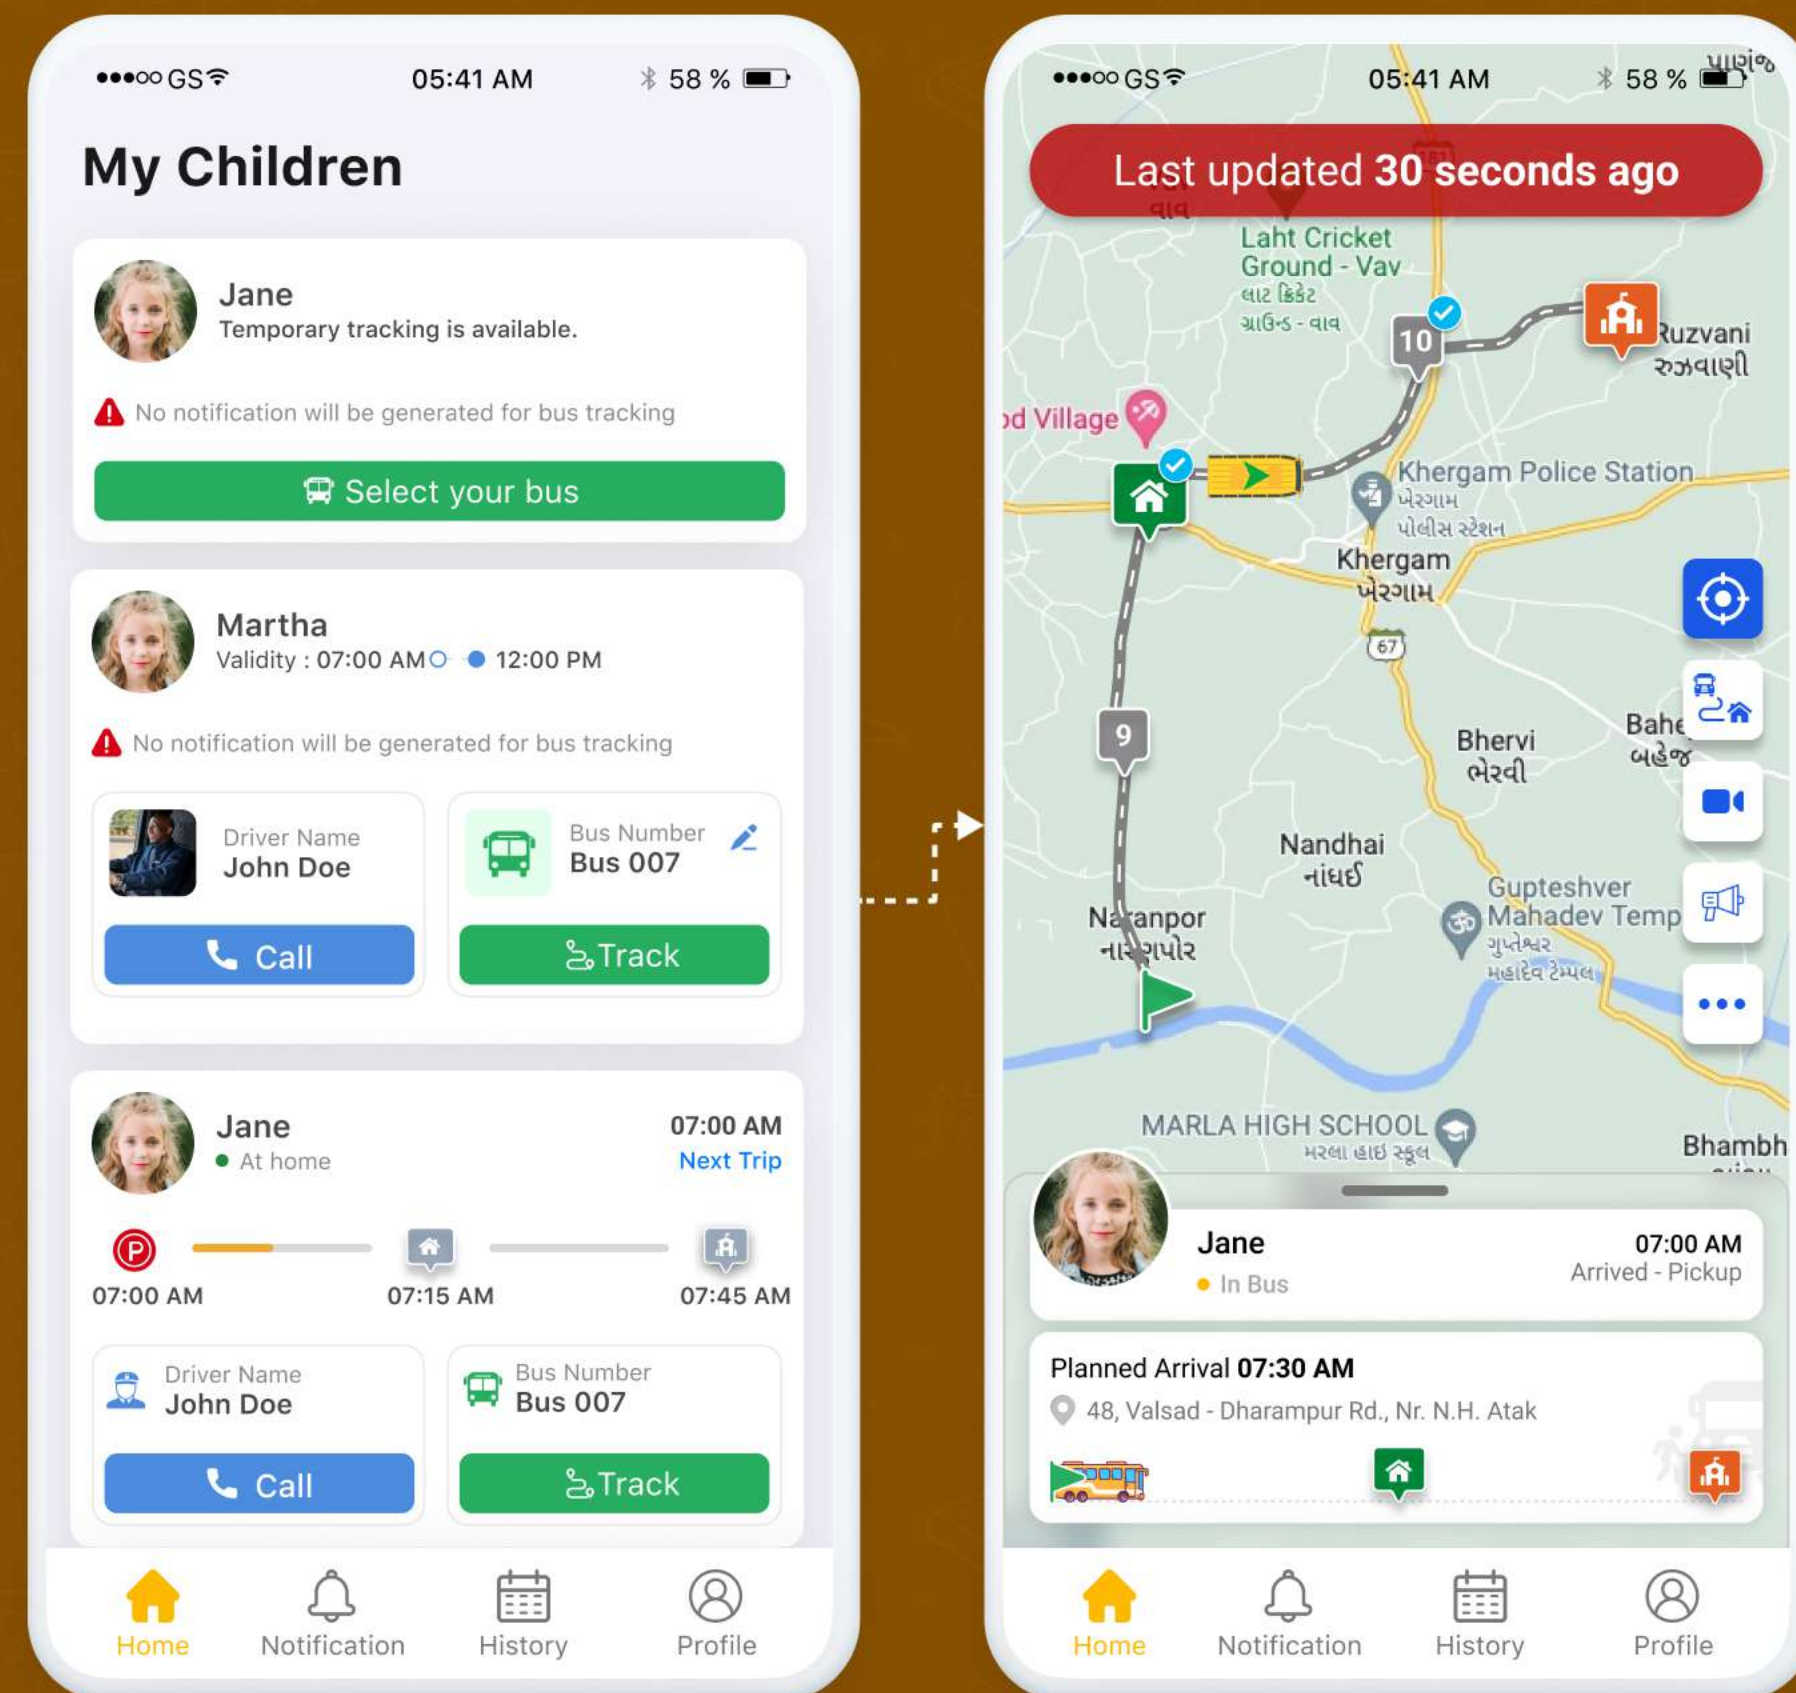 GS
05:41 AM
58 %
My Children
Jane
Temporary tracking is available.
No notification will be generated for bus tracking
Select your bus
Martha
Validity : 07:00 AM 12:00 PM
No notification will be generated for bus tracking
Driver Name
John Doe
Bus Number
Bus 007
Call
Track
Jane
At home
07:00 AM
Next Trip
P
07:00 AM
07:15 AM
07:45 AM
Driver Name
John Doe
Bus Number
Bus 007
Call
Track
Home
Notification
History
Profile
GS
05:41 AM
58 %
Last updated 30 seconds ago
વાવ
Laht Cricket
Ground - Vav
લાટ ક્રિકેટ
ગ્રાઉન્ડ - વાવ
10
Ruzvani
રુઝવાણી
od Village
Khergam Police Station
ખેરગામ
પોલીસ સ્ટેશન
Khergam
ખેરગામ
67
9
Bhervi
ભેરવી
Bahe
બહેજ
Nandhai
નાંધઈ
Gupteshver
Mahadev Temp
ગુપ્તેશ્વર
મહાદેવ ટેમ્પલ
Naranpor
નારણપોર
MARLA HIGH SCHOOL
મરલા હાઇ સ્કૂલ
Bhambh
Jane
In Bus
07:00 AM
Arrived - Pickup
Planned Arrival 07:30 AM
48, Valsad - Dharampur Rd., Nr. N.H. Atak
Home
Notification
History
Profile